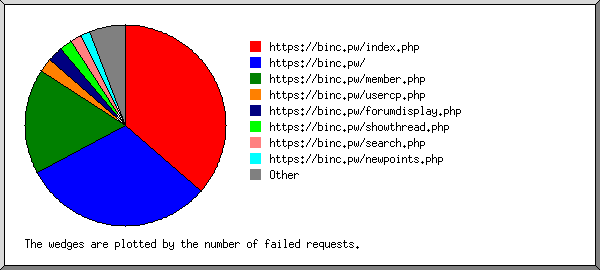 https://binc.pw/index.php
https://binc.pw/
https://binc.pw/member.php
https://binc.pw/usercp.php
https://binc.pw/forumdisplay.php
https://binc.pw/showthread.php
https://binc.pw/search.php
https://binc.pw/newpoints.php
Other
The wedges are plotted by the number of failed requests.